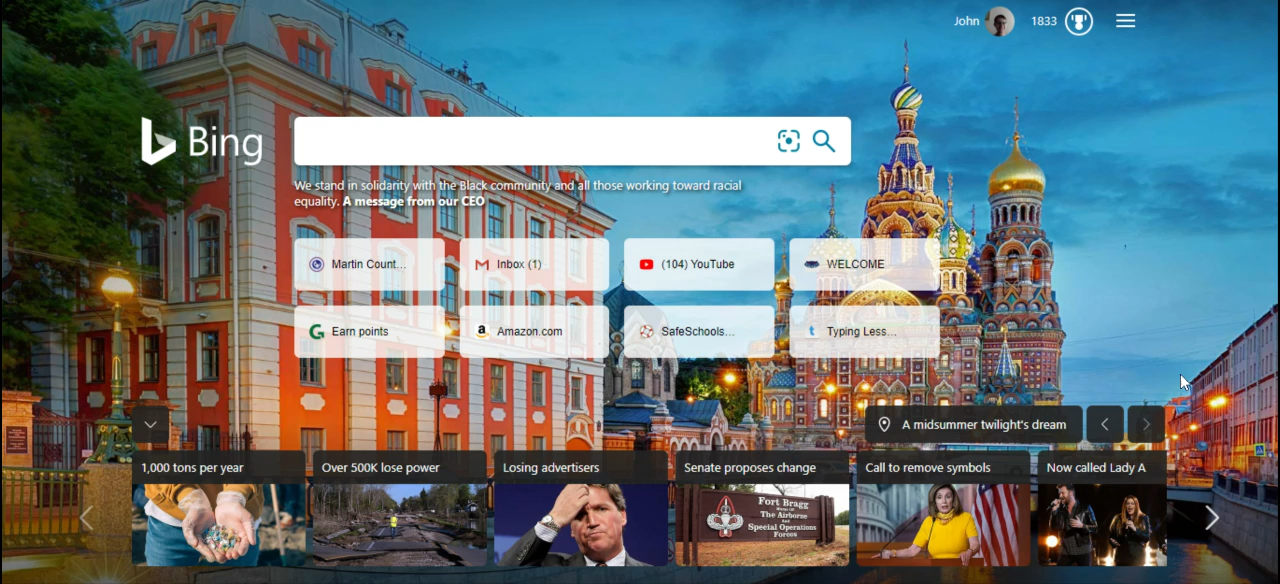 John
1833
Bing
We stand in solidarity with the Black community and all those working toward racial
equality. A message from our CEO
Martin Count...
Inbox (1)
(104) YouTube
WELCOME
Earn points
Amazon.com
SafeSchools...
Typing Less...
A midsummer twilight's dream
1,000 tons per year
Over 500K lose power
Losing advertisers
Senate proposes change
Call to remove symbols
Now called Lady A
Fort Bragg
Home Of
The Airborne
And
Special Operations
Forces